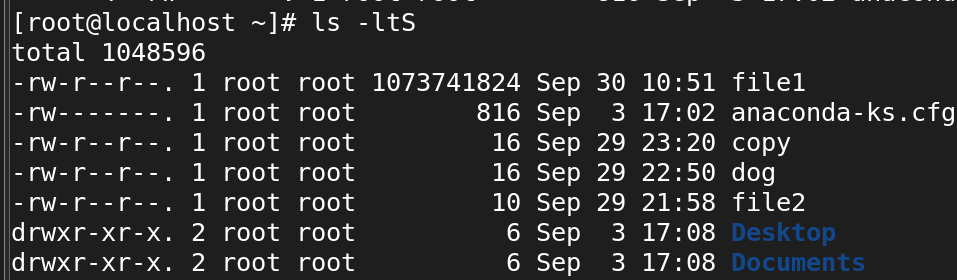 [root@localhost ~]# ls -ltS
total 1048596
-rw-r--r--. 1 root root 1073741824 Sep 30 10:51 file1
-rw-------. 1 root root        816 Sep  3 17:02 anaconda-ks.cfg
-rw-r--r--. 1 root root         16 Sep 29 23:20 copy
-rw-r--r--. 1 root root         16 Sep 29 22:50 dog
-rw-r--r--. 1 root root         10 Sep 29 21:58 file2
drwxr-xr-x. 2 root root          6 Sep  3 17:08 Desktop
drwxr-xr-x. 2 root root          6 Sep  3 17:08 Documents